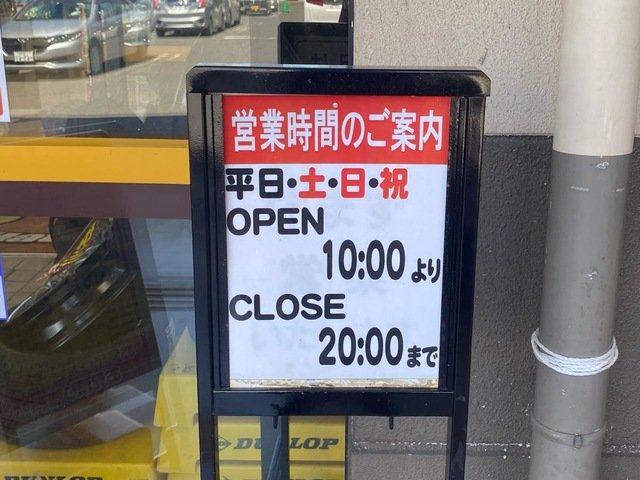 営業時間のご案内
平日・土・日・祝
OPEN
10:00より
CLOSE
20:00まで
DUNLOP
DUNLOP